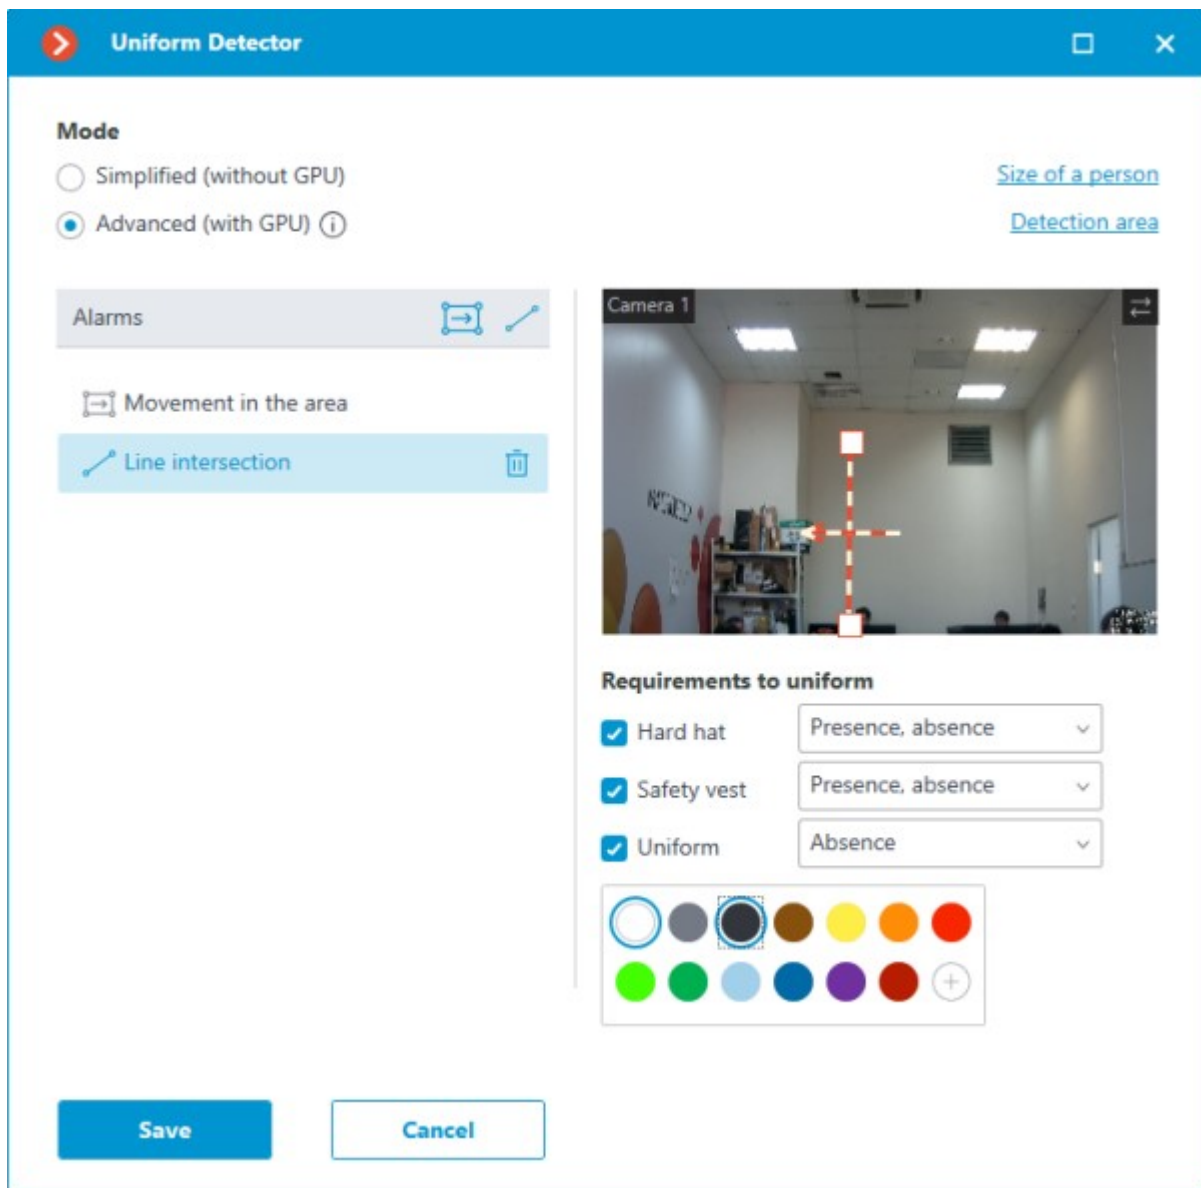 Uniform Detector
Mode
Simplified (without GPU)
Advanced (with GPU)
Size of a person
Detection area
Alarms
Movement in the area
Line intersection
Camera 1
Requirements to uniform
Hard hat
Presence, absence
Safety vest
Presence, absence
Uniform
Absence
Save
Cancel